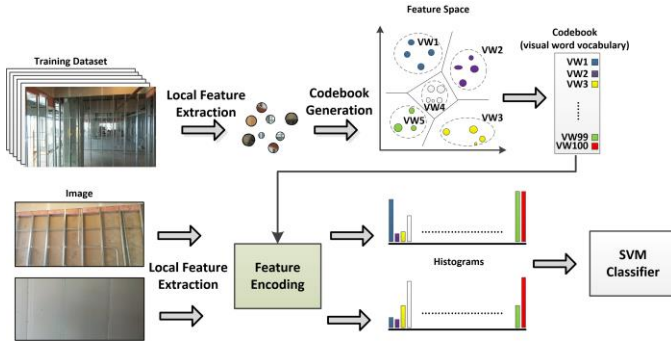 Feature Space
Training Dataset
Codebook
(visual word vocabulary)
Local Feature
Extraction
Codebook
Generation
VW1
VW2
VW4
VW5
VW3
VW1
VW2
VW3
VW99
VW100
Image
Local Feature
Extraction
Feature
Encoding
Histograms
SVM
Classifier